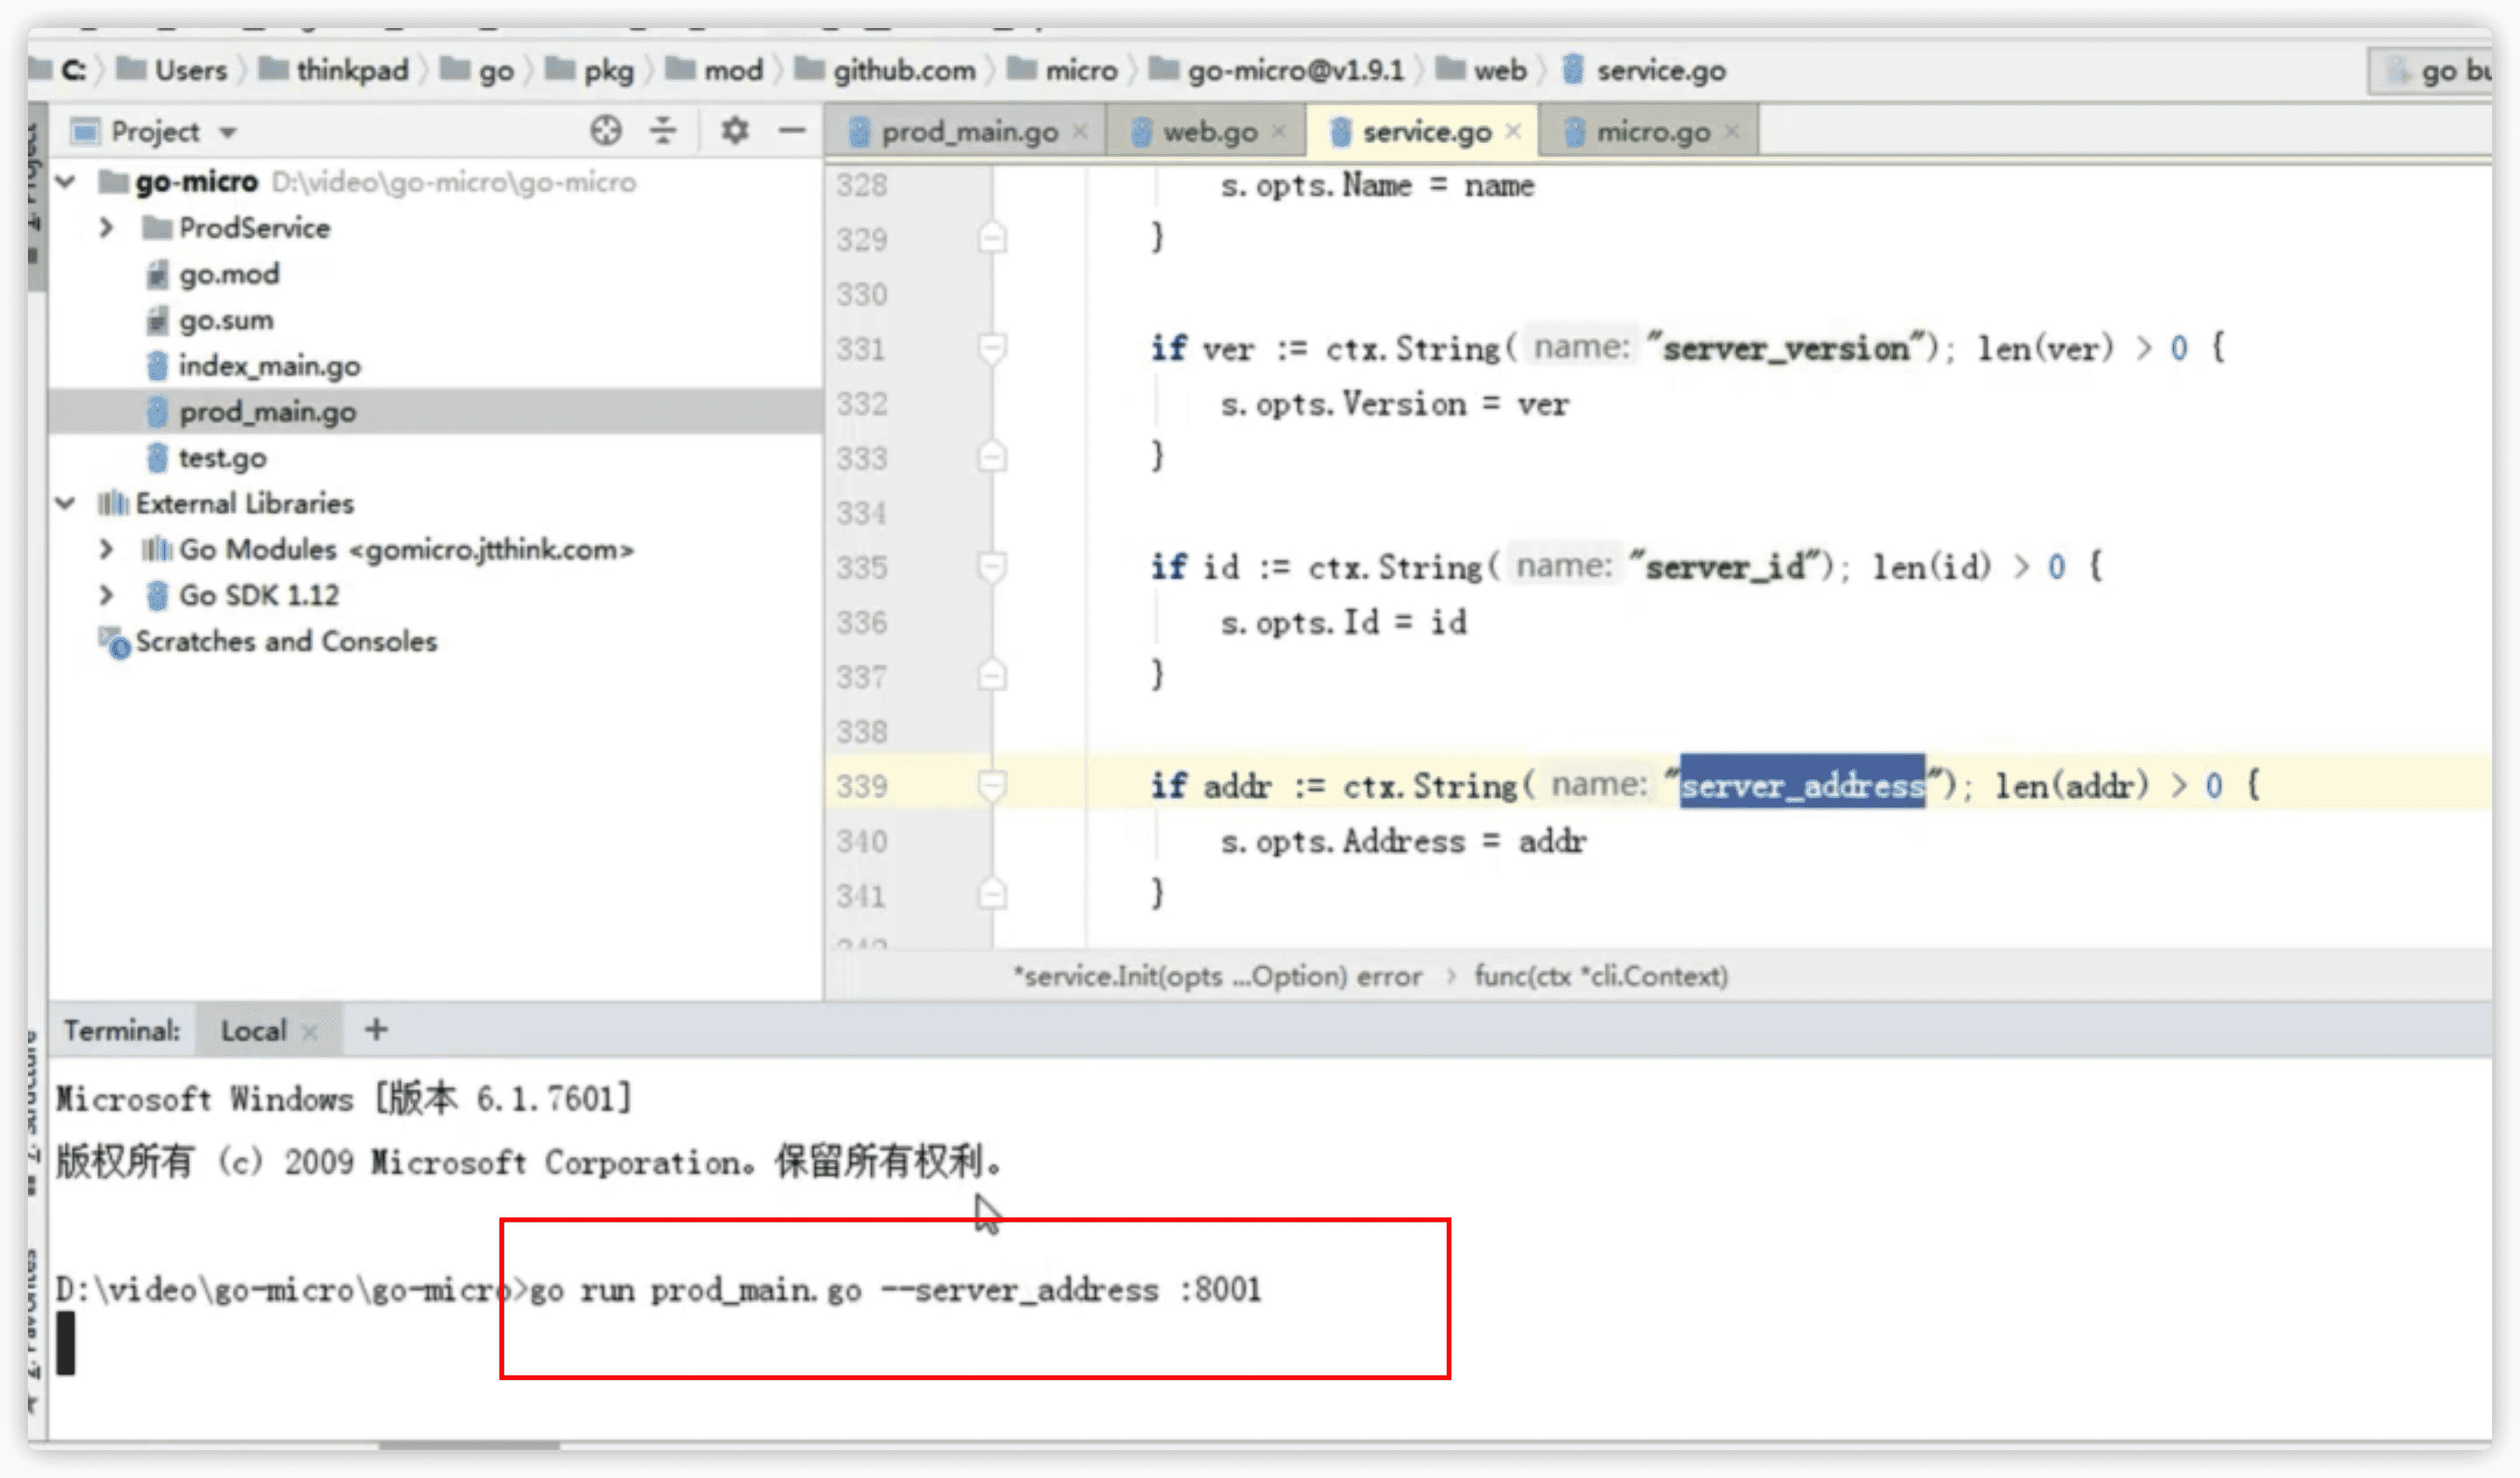 C: Users thinkpad go pkg mod github.com micro go-micro@v1.9.1 web service.go go bu
Project
prod_main.go web.go service.go micro.go
go-micro D:\video\go-micro\go-micro
ProdService
go.mod
go.sum
index_main.go
prod_main.go
test.go
External Libraries
Go Modules <gomicro.jtthink.com>
Go SDK 1.12
Scratches and Consoles
328 s.opts.Name = name
329 }
330
331 if ver := ctx.String( name: "server_version"); len(ver) > 0 {
332 s.opts.Version = ver
333 }
334
335 if id := ctx.String( name: "server_id"); len(id) > 0 {
336 s.opts.Id = id
337 }
338
339 if addr := ctx.String( name: "server_address"); len(addr) > 0 {
340 s.opts.Address = addr
341 }
*service.Init(opts ...Option) error > func(ctx *cli.Context)
Terminal: Local +
Microsoft Windows [版本 6.1.7601]
版权所有 (c) 2009 Microsoft Corporation。保留所有权利。
D:\video\go-micro\go-micro>go run prod_main.go --server_address :8001